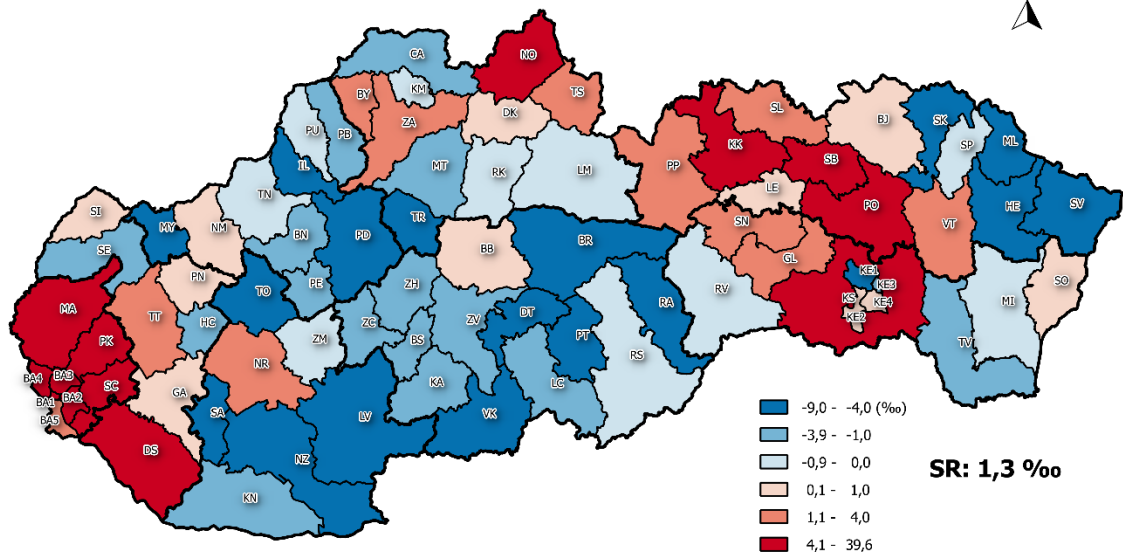 NO
CA
KM
BY
TS
SL
ZA
DK
BJ
SK
PU
PB
KK
ML
SP
SB
IL
MT
RK
LM
PP
LE
TN
SI
TR
PO
HE
SV
MY
NM
BN
PD
SN
VT
SE
BB
BR
GL
PN
PE
ZH
KE1
SO
TO
RA
RV
KE3
MA
KS
KE4
MI
TT
HC
ZC
ZV
DT
KE2
PK
ZM
BS
PT
TV
NR
RS
BA4
BA3
SC
KA
LC
GA
BA1
BA2
SA
LV
VK
BA5
DS
NZ
KN
-9,0 - -4,0 (‰)
-3,9 - -1,0
-0,9 - 0,0
0,1 - 1,0
1,1 - 4,0
4,1 - 39,6
SR: 1,3 ‰